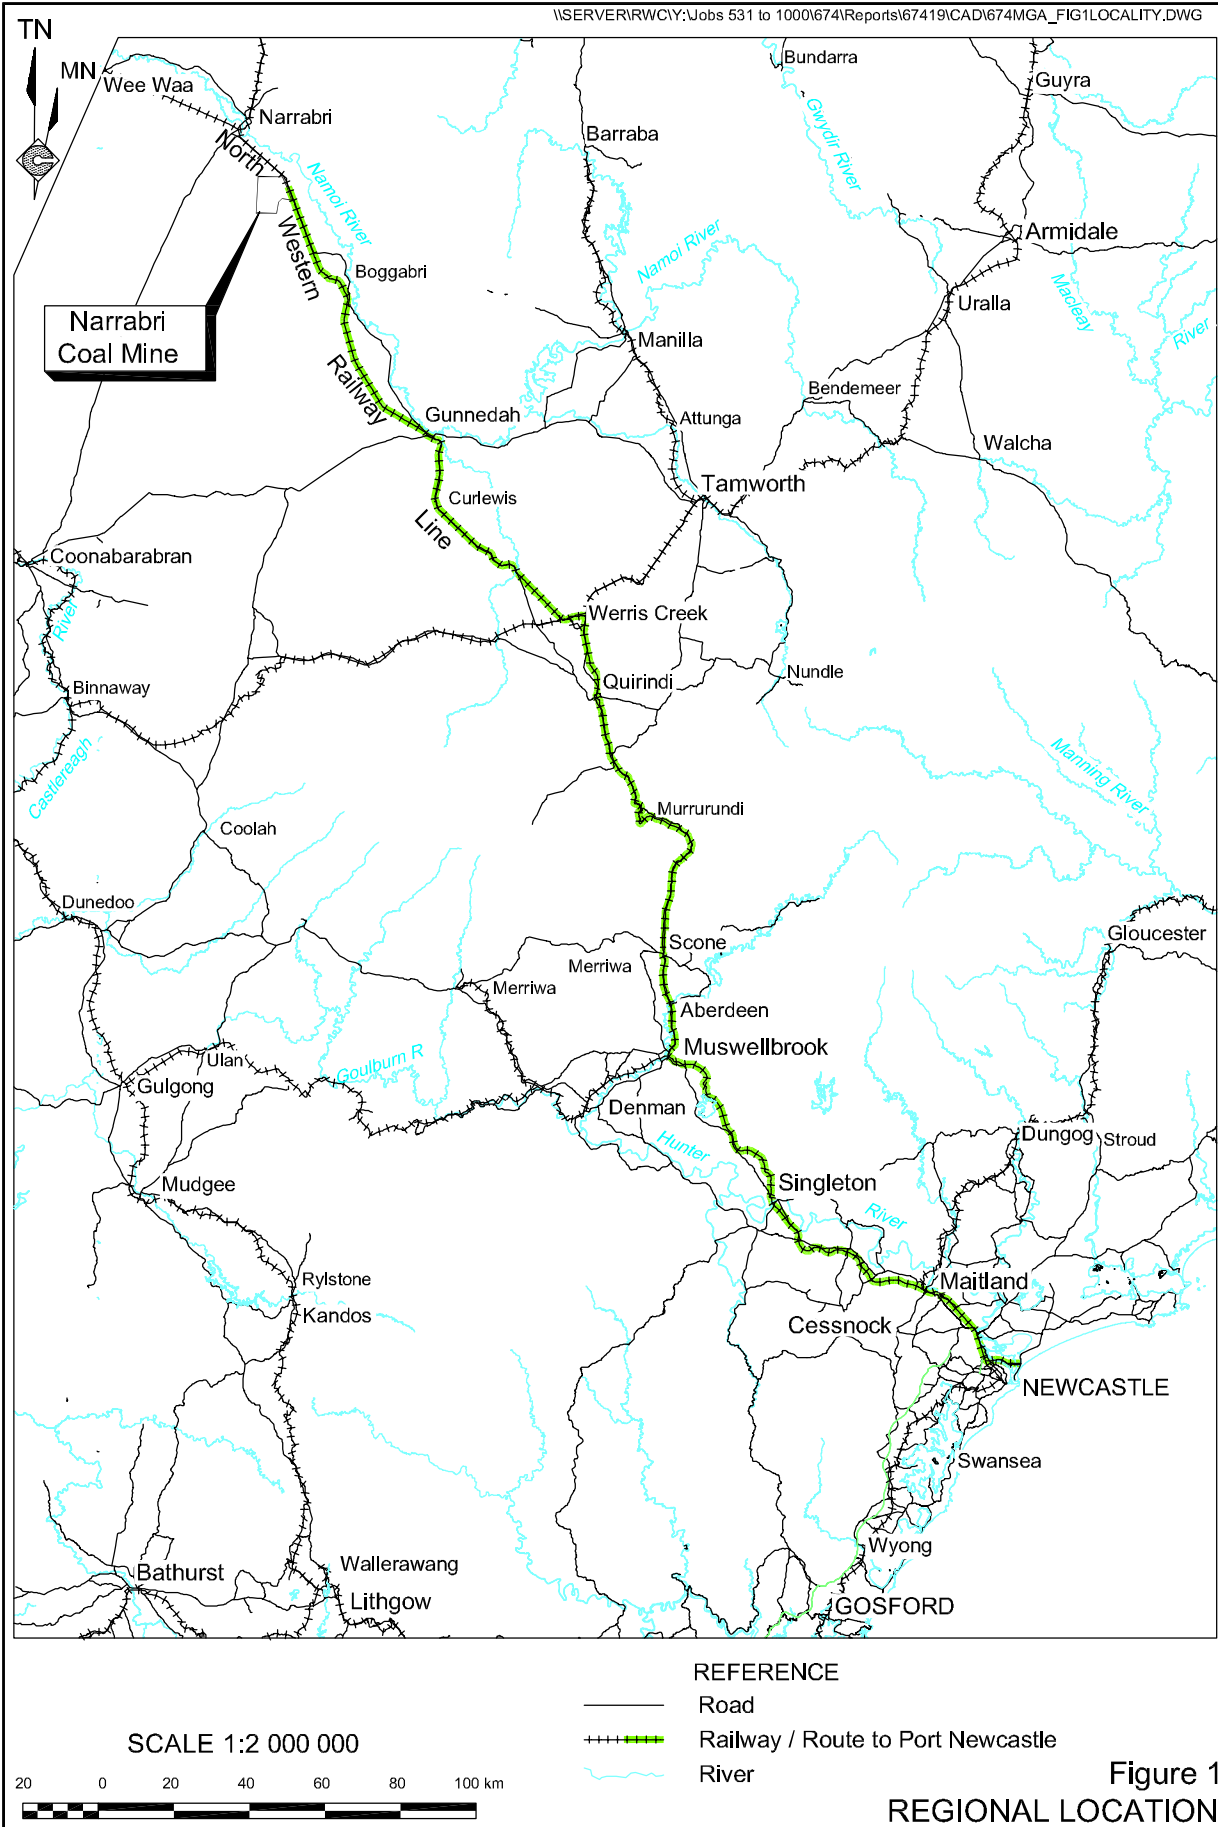 \\SERVER\RWC\Y:\Jobs 531 to 1000\674\Reports\67419\CAD\674MGA_FIG1LOCALITY.DWG
TN
MN
Wee Waa
Narrabri
Bundarra
Guyra
Gwydir River
Barraba
North
Western
Railway
Line
Namoi River
Boggabri
Namoi River
Armidale
Uralla
Macleay
River
Narrabri
Coal Mine
Manilla
Bendemeer
Gunnedah
Attunga
Walcha
Tamworth
Curlewis
Coonabarabran
River
Werris Creek
Nundle
Quirindi
Binnaway
Castlereagh
Manning River
Murrurundi
Coolah
Dunedoo
Gloucester
Scone
Merriwa
Merriwa
Aberdeen
Muswellbrook
Ulan
Goulburn R
Gulgong
Denman
Dungog
Stroud
Hunter
Mudgee
Singleton
River
Rylstone
Maitland
Kandos
Cessnock
NEWCASTLE
Swansea
Wyong
Wallerawang
Bathurst
Lithgow
GOSFORD
REFERENCE
Road
Railway / Route to Port Newcastle
River
SCALE 1:2 000 000
20 0 20 40 60 80 100 km
Figure 1
REGIONAL LOCATION